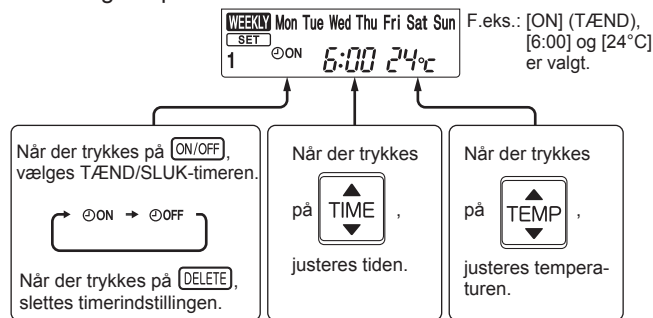 WEEKLY Mon Tue Wed Thu Fri Sat Sun
SET
1 ON 6:00 24°c
F.eks.: [ON] (TÆND),
[6:00] og [24°C]
er valgt.
Når der trykkes på ON/OFF,
vælges TÆND/SLUK-timeren.
ON → OFF
Når der trykkes på DELETE,
slettes timerindstillingen.
Når der trykkes
på TIME ,
justeres tiden.
Når der trykkes
på TEMP ,
justeres tempera-
turen.